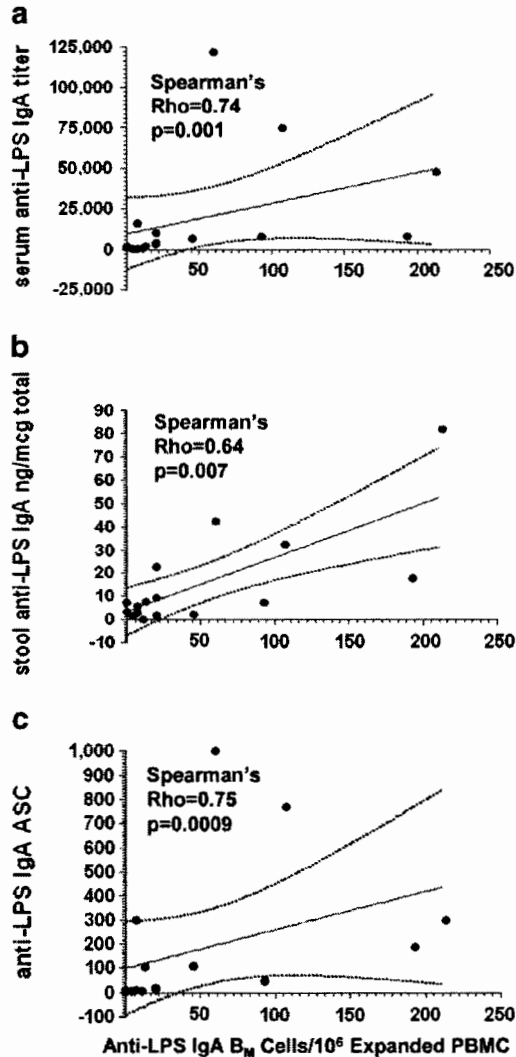 a
serum anti-LPS IgA titer
125,000
100,000
75,000
50,000
25,000
0
-25,000
Spearman's
Rho=0.74
p=0.001
50
100
150
200
250
b
stool anti-LPS IgA ng/mcg total
90
80
70
60
50
40
30
20
10
0
-10
Spearman's
Rho=0.64
p=0.007
50
100
150
200
250
c
anti-LPS IgA ASC
1,000
900
800
700
600
500
400
300
200
100
0
-100
Spearman's
Rho=0.75
p=0.0009
50
100
150
200
250
Anti-LPS IgA BM Cells/10⁶ Expanded PBMC